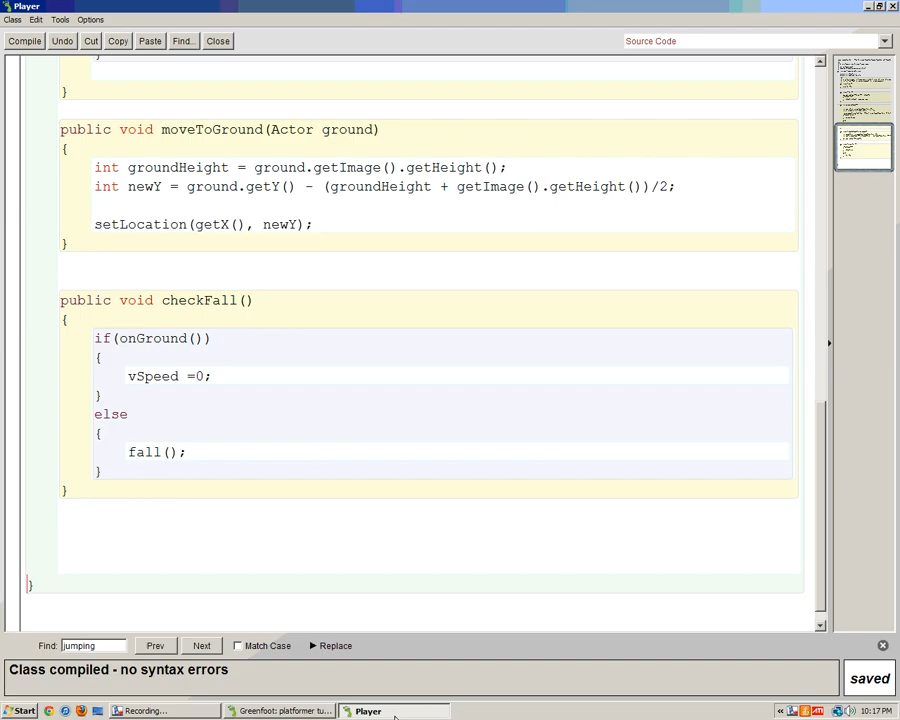 Player
Class Edit Tools Options
Compile Undo Cut Copy Paste Find... Close Source Code
}
}
public void moveToGround(Actor ground)
{
int groundHeight = ground.getImage().getHeight();
int newY = ground.getY() - (groundHeight + getImage().getHeight())/2;
setLocation(getX(), newY);
}
public void checkFall()
{
if(onGround())
{
vSpeed =0;
}
else
{
fall();
}
}
}
Find: jumping Prev Next Match Case Replace
Class compiled - no syntax errors
saved
Start Recording... Greenfoot: platformer tu... Player « ATI 10:17 PM